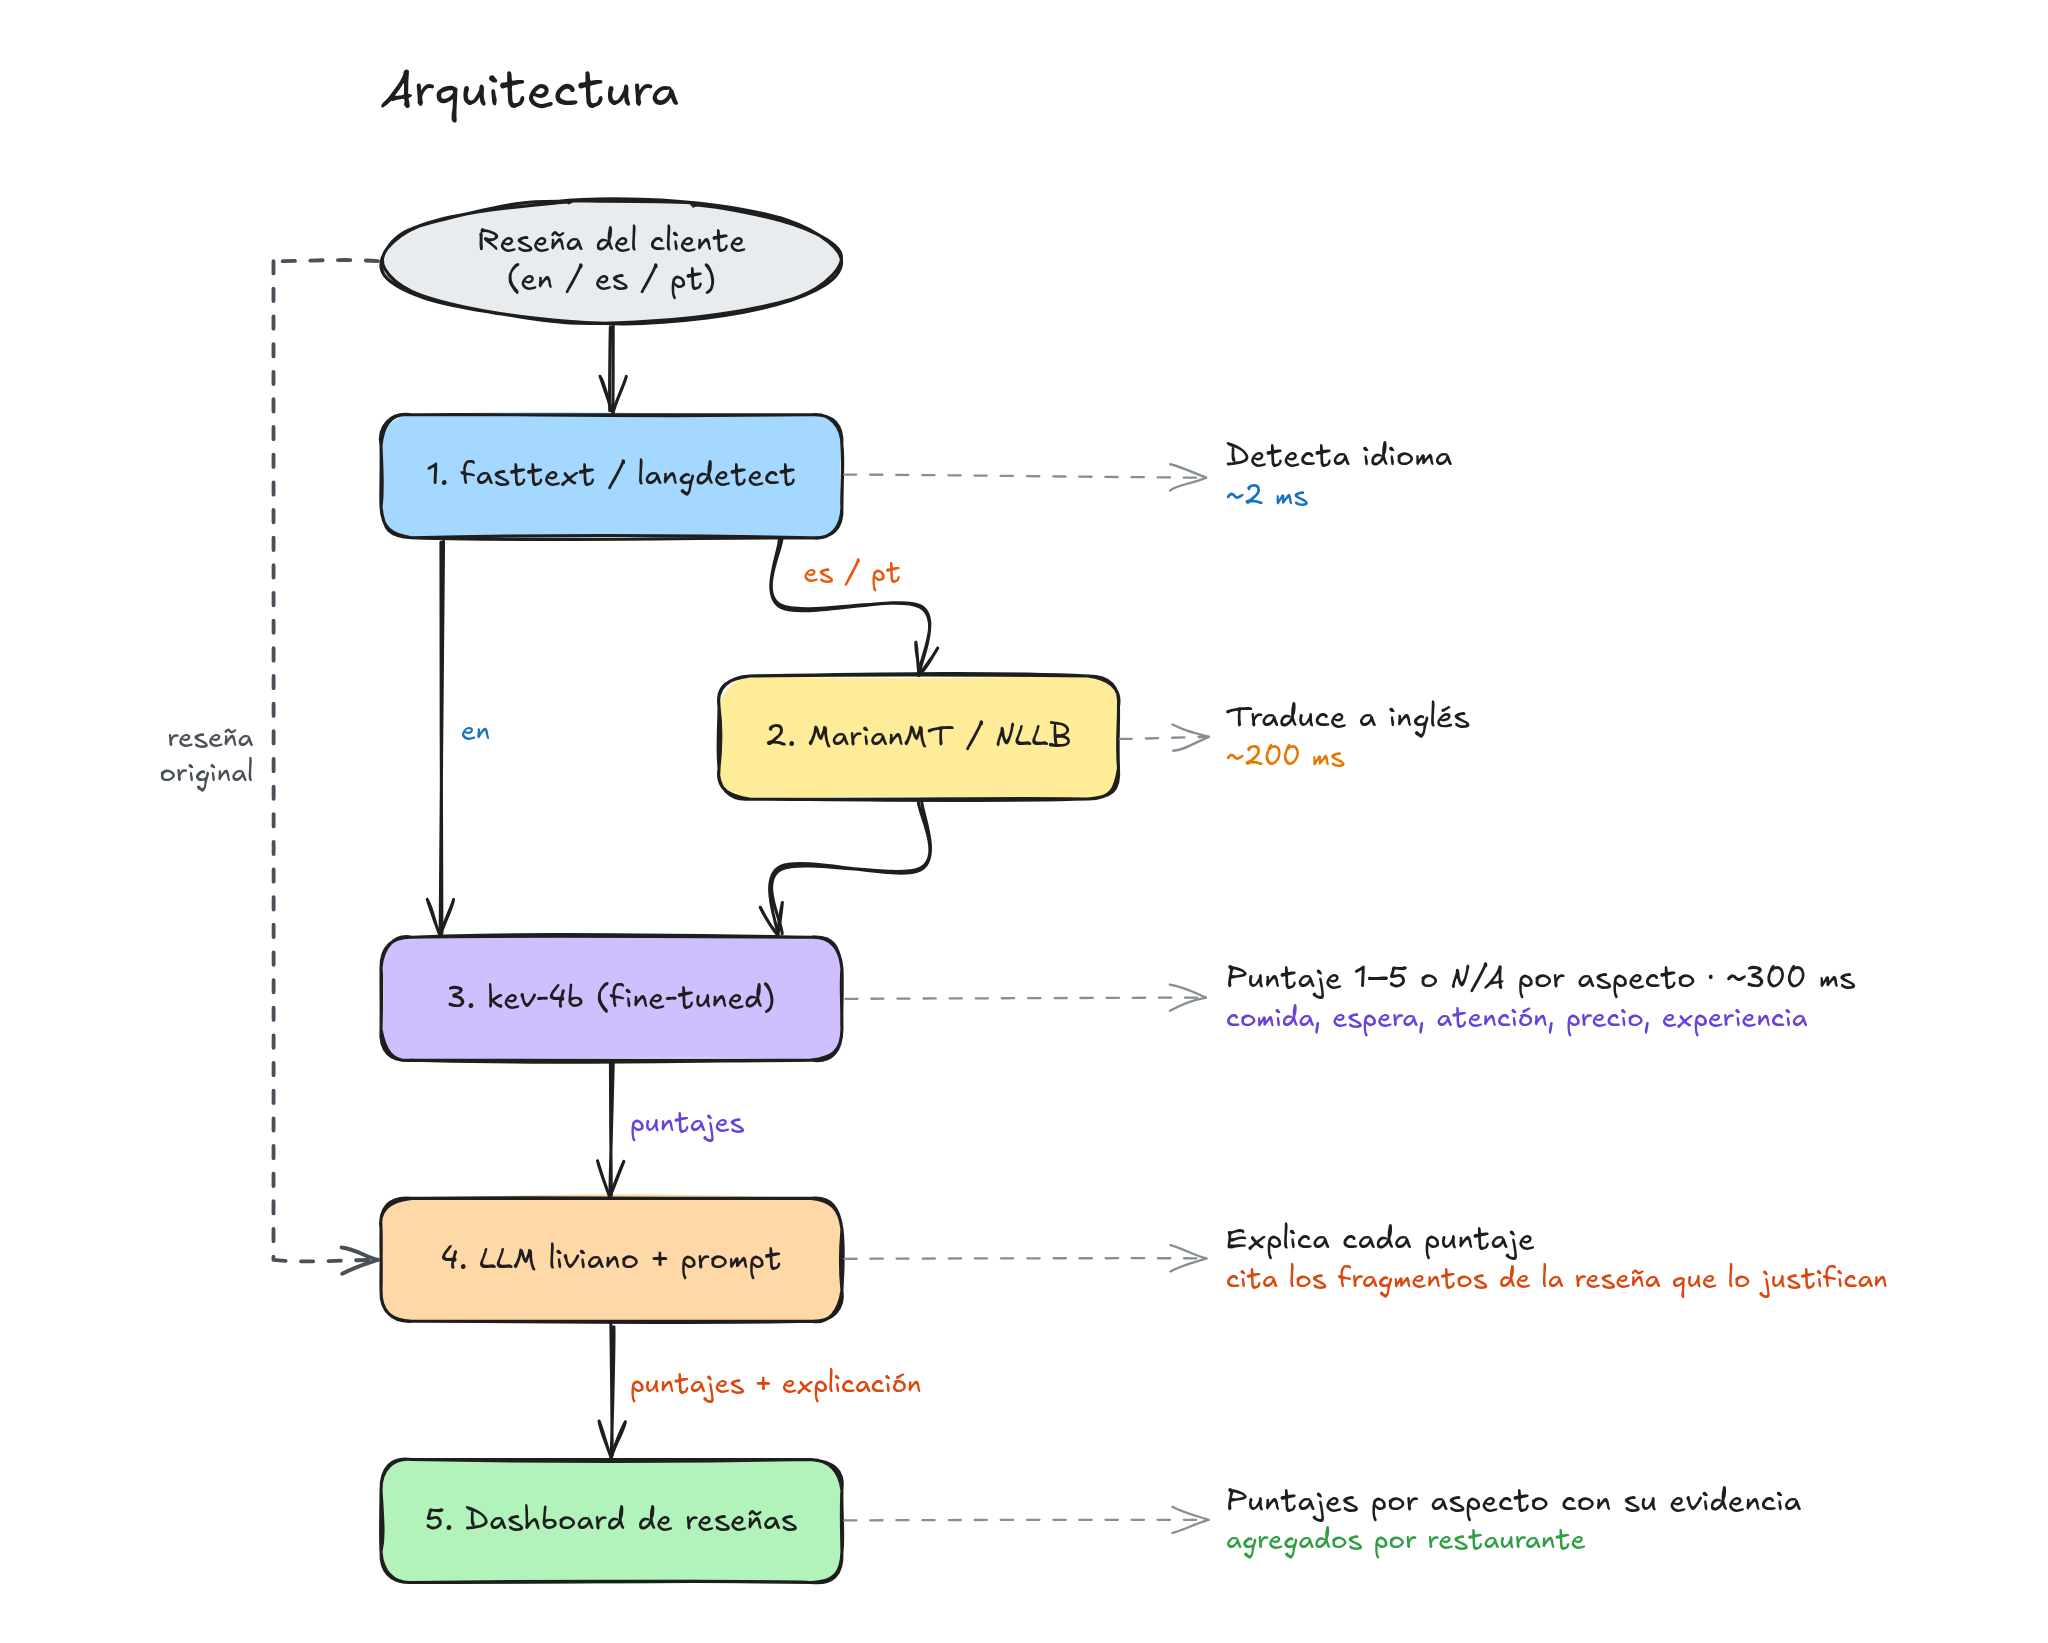 Arquitectura
Reseña del cliente
(en / es / pt)
1. fasttext / langdetect
Detecta idioma
~2 ms
es / pt
en
reseña
original
2. MarianMT / NLLB
Traduce a inglés
~200 ms
3. kev-4b (fine-tuned)
Puntaje 1–5 o N/A por aspecto · ~300 ms
comida, espera, atención, precio, experiencia
puntajes
4. LLM liviano + prompt
Explica cada puntaje
cita los fragmentos de la reseña que lo justifican
puntajes + explicación
5. Dashboard de reseñas
Puntajes por aspecto con su evidencia
agregados por restaurante